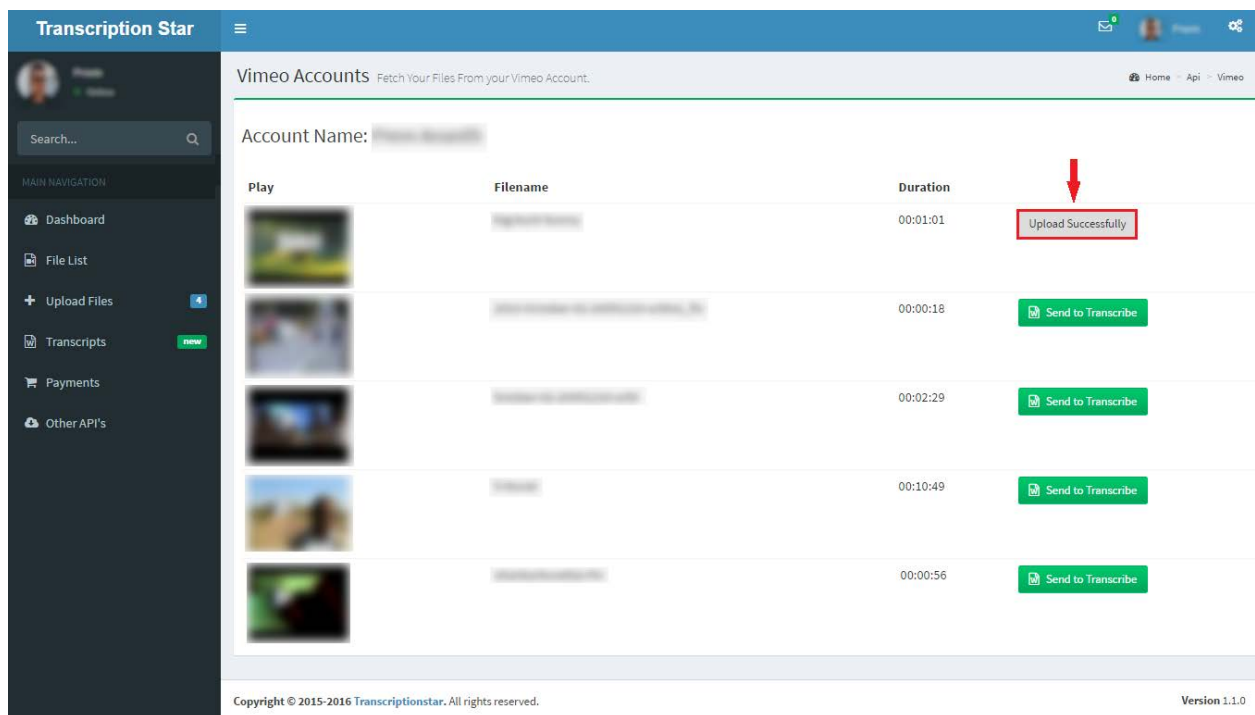 Transcription Star
0
Vimeo Accounts Fetch Your Files From your Vimeo Account.
Home > Api > Vimeo
Search...
Account Name:
MAIN NAVIGATION
Play Filename Duration
Dashboard
00:01:01 Upload Successfully
File List
Upload Files 4
00:00:18 Send to Transcribe
Transcripts new
Payments
00:02:29 Send to Transcribe
Other API's
00:10:49 Send to Transcribe
00:00:56 Send to Transcribe
Copyright © 2015-2016 Transcriptionstar. All rights reserved.
Version 1.1.0